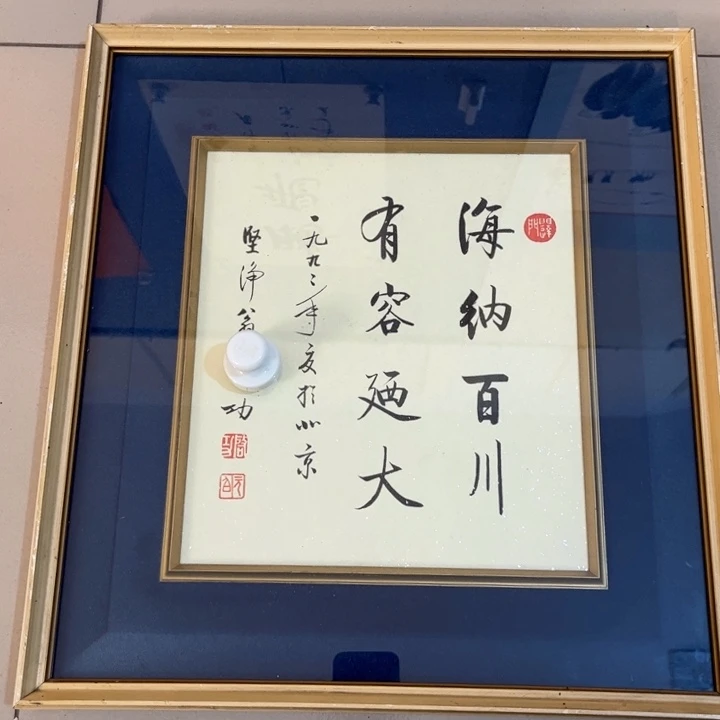 海纳百川
有容廼大
一九九二年夏於北京
坚净翁
功